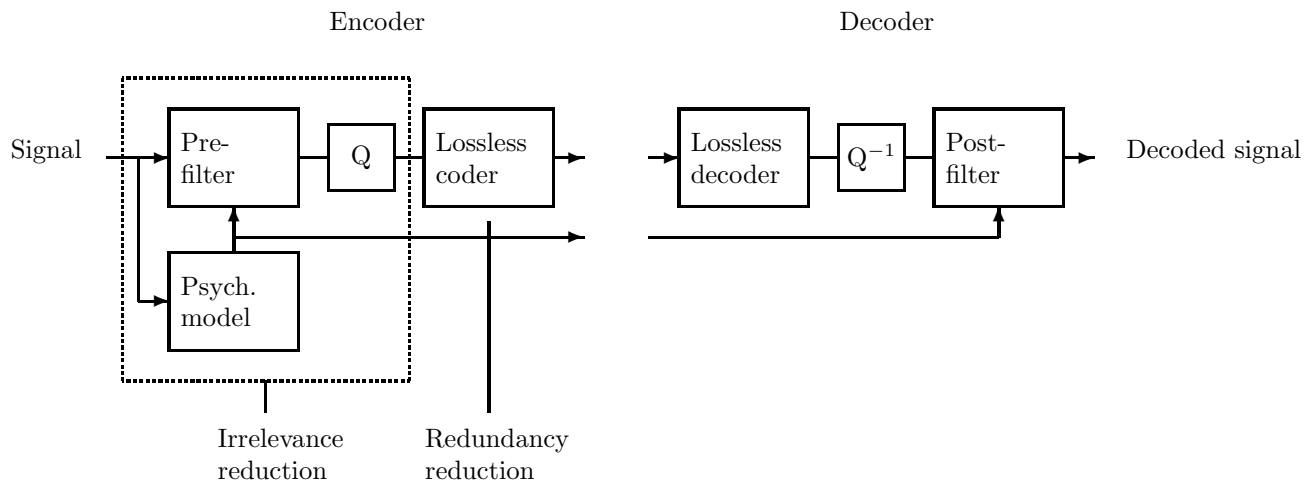 Encoder
Decoder
Signal
Pre-
filter
Q
Lossless
coder
Lossless
decoder
Q⁻¹
Post-
filter
Decoded signal
Psych.
model
Irrelevance
reduction
Redundancy
reduction